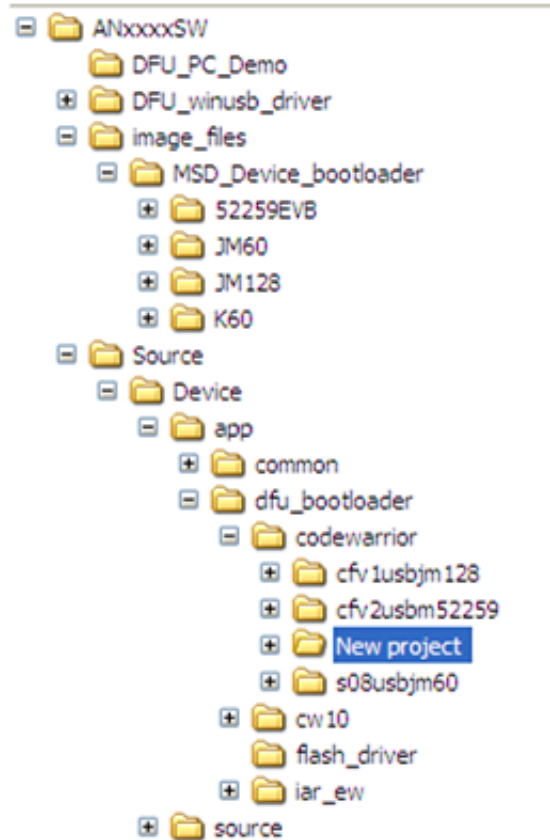 ANxxxxSW
DFU_PC_Demo
DFU_winusb_driver
image_files
MSD_Device_bootloader
52259EVB
JM60
JM128
K60
Source
Device
app
common
dfu_bootloader
codewarrior
cfv1usbjm128
cfv2usbm52259
New project
s08usbjm60
cw10
flash_driver
iar_ew
source